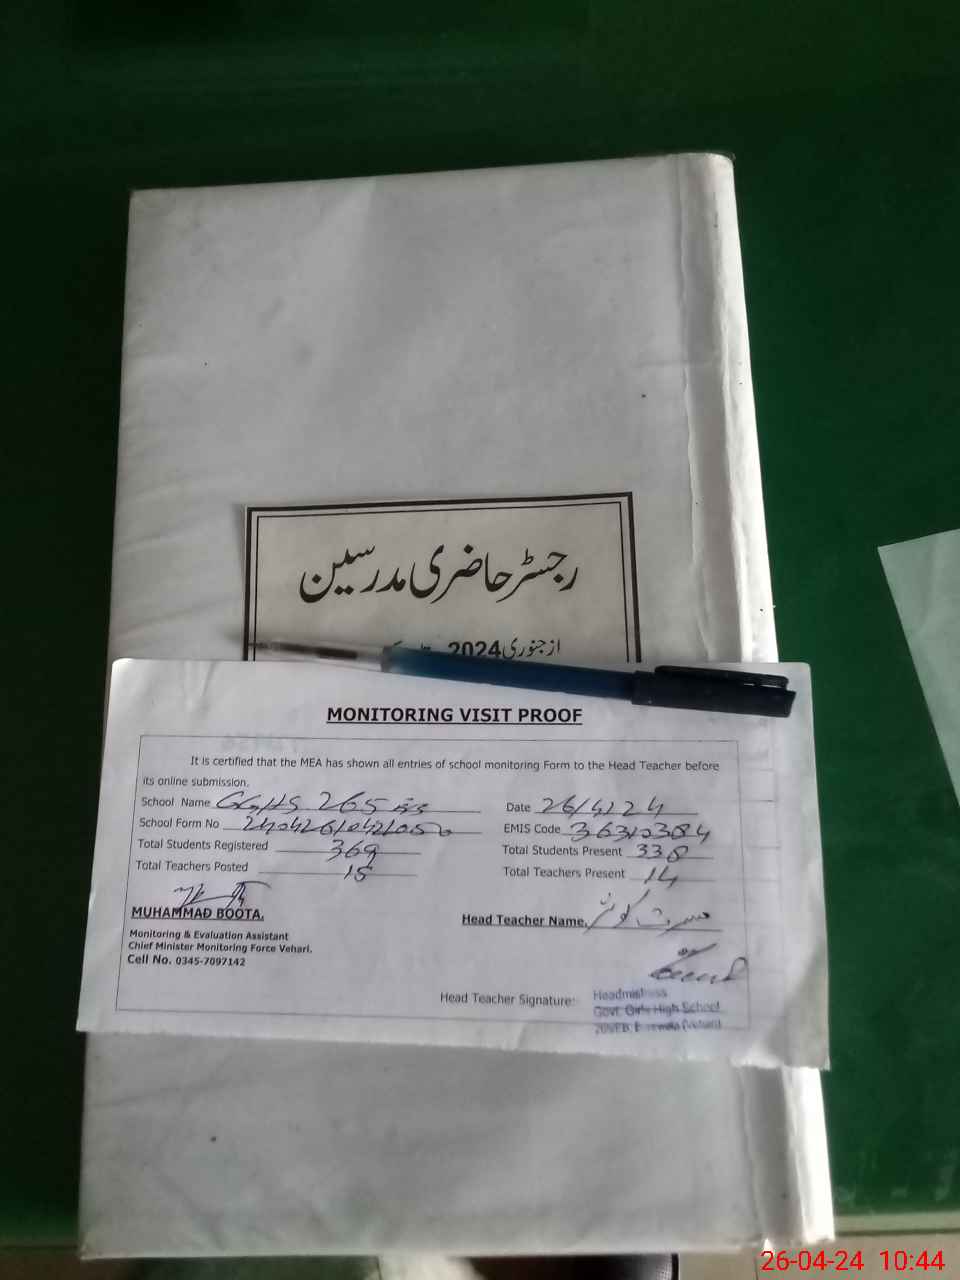 رجسٹر حاضری مدرسین
از جنوری 2024
MONITORING VISIT PROOF
It is certified that the MEA has shown all entries of school monitoring Form to the Head Teacher before
its online submission.
School Name GGHS 265 EB Date 26/4/24
School Form No EMIS Code 36310384
Total Students Registered 369 Total Students Present 338
Total Teachers Posted 15 Total Teachers Present 14
MUHAMMAD BOOTA.
Head Teacher Name. مسرت کوثر
Monitoring & Evaluation Assistant
Chief Minister Monitoring Force Vehari.
Cell No. 0345-7097142
Head Teacher Signature: Headmistress
Govt. Girls High School
(Vehari)
26-04-24 10:44